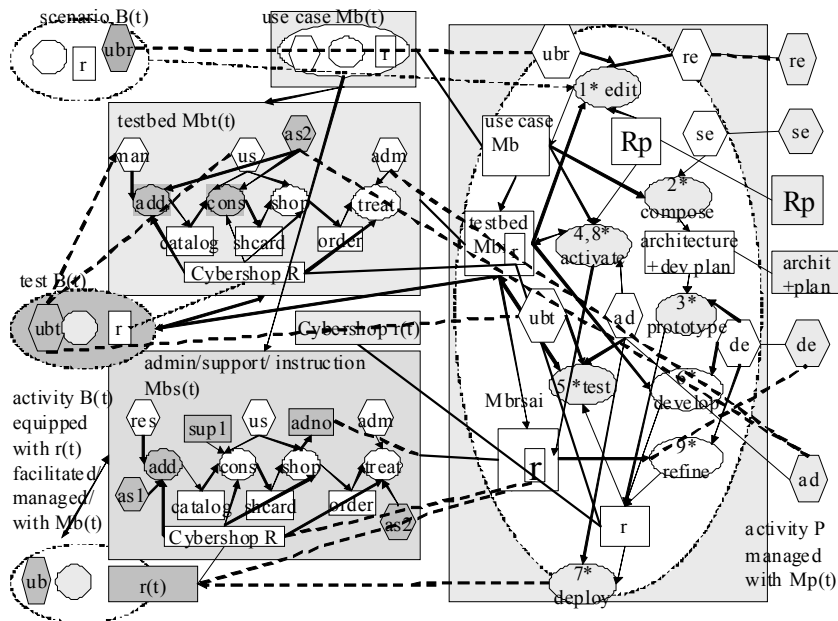 scenario B(t)
use case Mb(t)
ubr
r
r
ubr
re
re
1* edit
testbed Mbt(t)
as2
use case
Mb
Rp
se
se
man
us
adm
2*
compose
Rp
add
cons
shop
treat
testbed
Mb
r
4,8*
activate
architecture
+dev plan
archit
+plan
catalog
shcard
order
Cybershop R
test B(t)
ubt
r
Cybershop r(t)
ubt
ad
3*
prototype
de
de
admin/support/ instruction
Mbs(t)
5 *test
6*
develop
Mbrsai
activity B(t)
equipped
with r(t)
facilitated/
managed/
with Mb(t)
res
sup1
us
adno
adm
add
cons
shop
treat
r
9*
refine
as1
catalog
shcard
order
as2
ad
Cybershop R
r
activity P
managed
with Mp(t)
ub
r(t)
7*
deploy